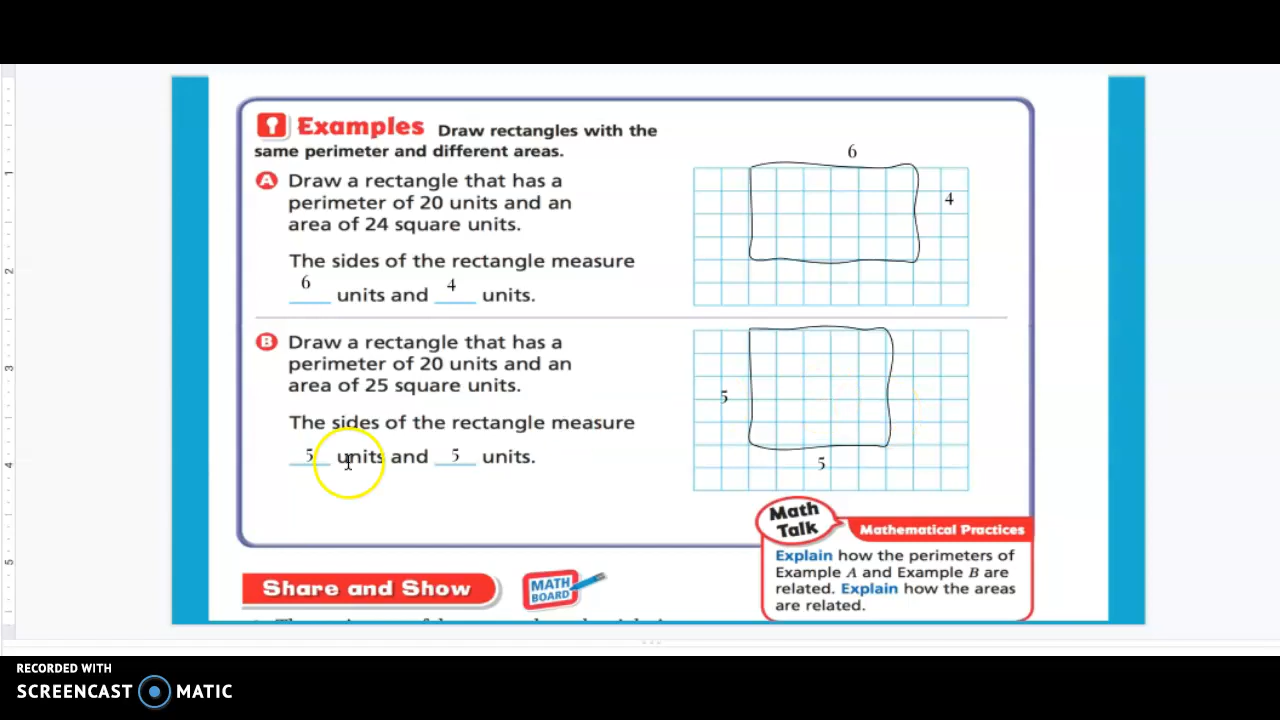 Examples Draw rectangles with the
same perimeter and different areas.
6
A Draw a rectangle that has a
perimeter of 20 units and an
area of 24 square units.
4
The sides of the rectangle measure
6 units and 4 units.
B Draw a rectangle that has a
perimeter of 20 units and an
area of 25 square units.
5
The sides of the rectangle measure
5 units and 5 units.
5
Math
Talk
Mathematical Practices
Explain how the perimeters of
Example A and Example B are
related. Explain how the areas
are related.
Share and Show
MATH
BOARD
1
2
3
4
5
RECORDED WITH
SCREENCAST MATIC